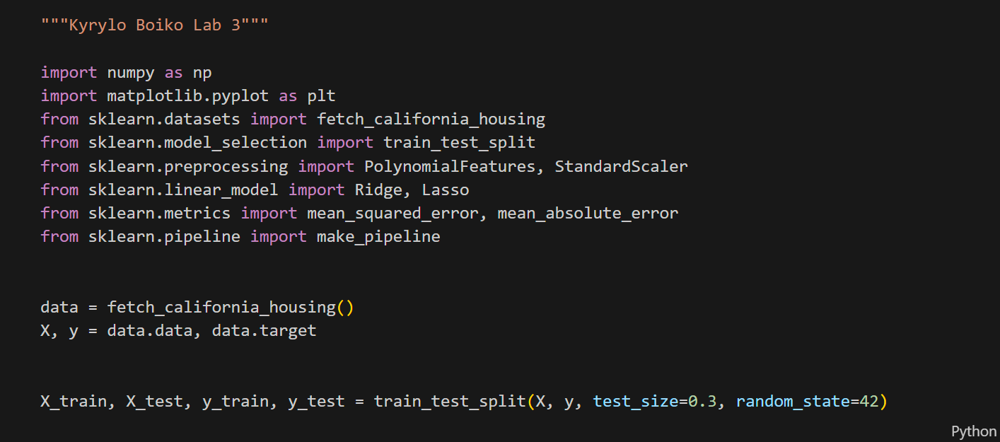 """Kyrylo Boiko Lab 3"""
import numpy as np
import matplotlib.pyplot as plt
from sklearn.datasets import fetch_california_housing
from sklearn.model_selection import train_test_split
from sklearn.preprocessing import PolynomialFeatures, StandardScaler
from sklearn.linear_model import Ridge, Lasso
from sklearn.metrics import mean_squared_error, mean_absolute_error
from sklearn.pipeline import make_pipeline
data = fetch_california_housing()
X, y = data.data, data.target
X_train, X_test, y_train, y_test = train_test_split(X, y, test_size=0.3, random_state=42)
Python